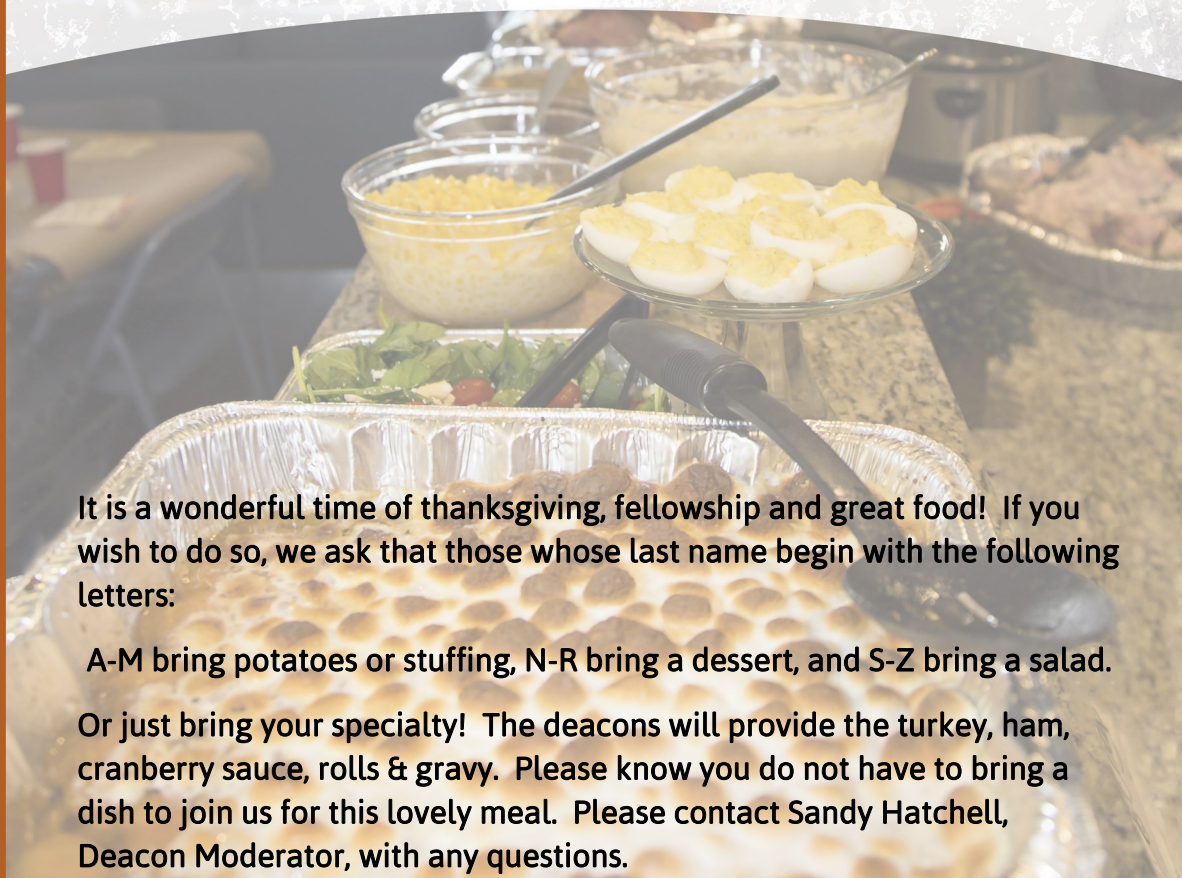 It is a wonderful time of thanksgiving, fellowship and great food!  If you
wish to do so, we ask that those whose last name begin with the following
letters:
A-M bring potatoes or stuffing, N-R bring a dessert, and S-Z bring a salad.
Or just bring your specialty!  The deacons will provide the turkey, ham,
cranberry sauce, rolls & gravy.  Please know you do not have to bring a
dish to join us for this lovely meal.  Please contact Sandy Hatchell,
Deacon Moderator, with any questions.